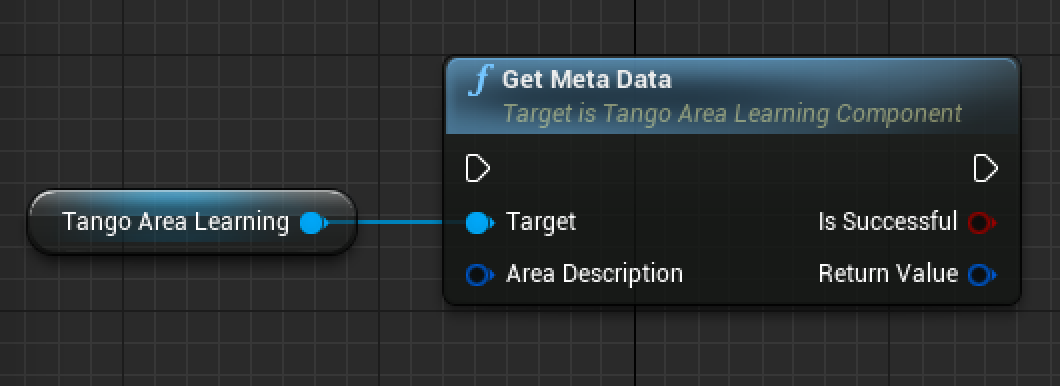 f Get Meta Data
Target is Tango Area Learning Component
Tango Area Learning
Target
Is Successful
Area Description
Return Value